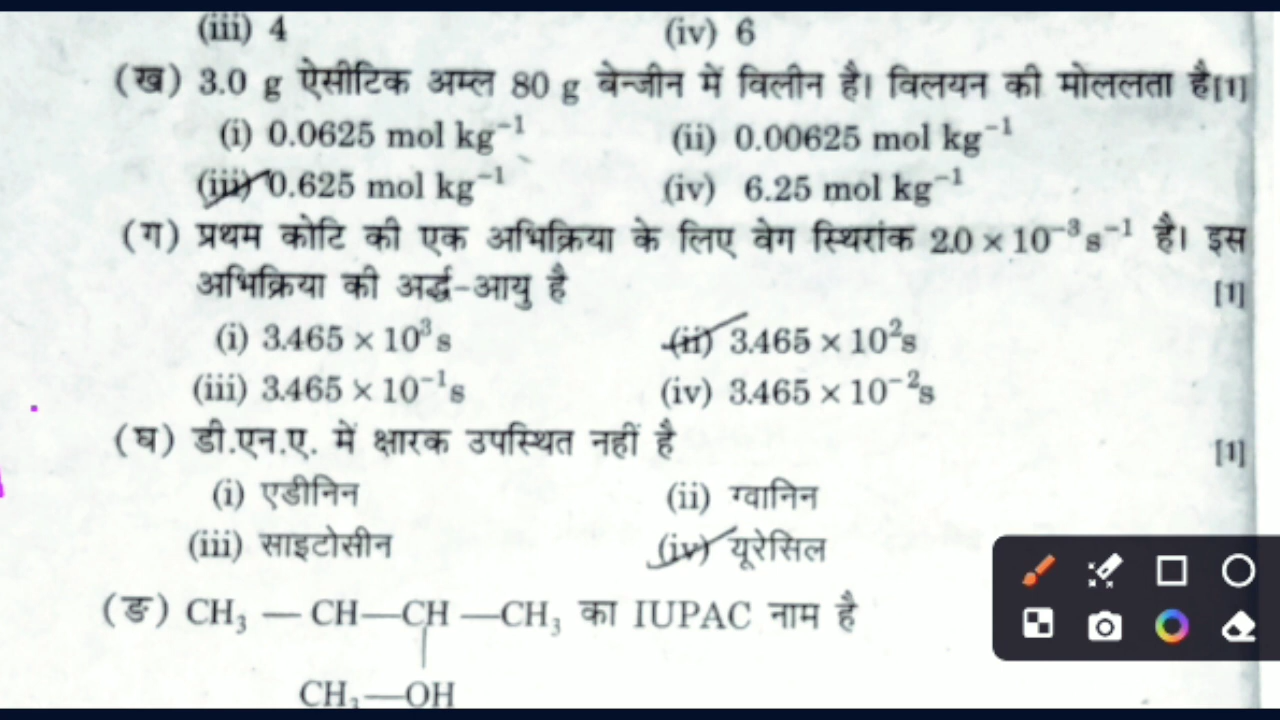 (iii) 4 (iv) 6
(ख) 3.0 g ऐसीटिक अम्ल 80 g बेन्जीन में विलीन है। विलयन की मोललता है[1]
(i) 0.0625 mol kg⁻¹ (ii) 0.00625 mol kg⁻¹
(iii) 0.625 mol kg⁻¹ (iv) 6.25 mol kg⁻¹
(ग) प्रथम कोटि की एक अभिक्रिया के लिए वेग स्थिरांक 2.0 × 10⁻³ s⁻¹ है। इस
अभिक्रिया की अर्द्ध-आयु है [1]
(i) 3.465 × 10³ s (ii) 3.465 × 10² s
(iii) 3.465 × 10⁻¹ s (iv) 3.465 × 10⁻² s
(घ) डी.एन.ए. में क्षारक उपस्थित नहीं है [1]
(i) एडीनिन (ii) ग्वानिन
(iii) साइटोसीन (iv) यूरेसिल
(ङ) CH₃ — CH—CH —CH₃ का IUPAC नाम है
CH₃—OH